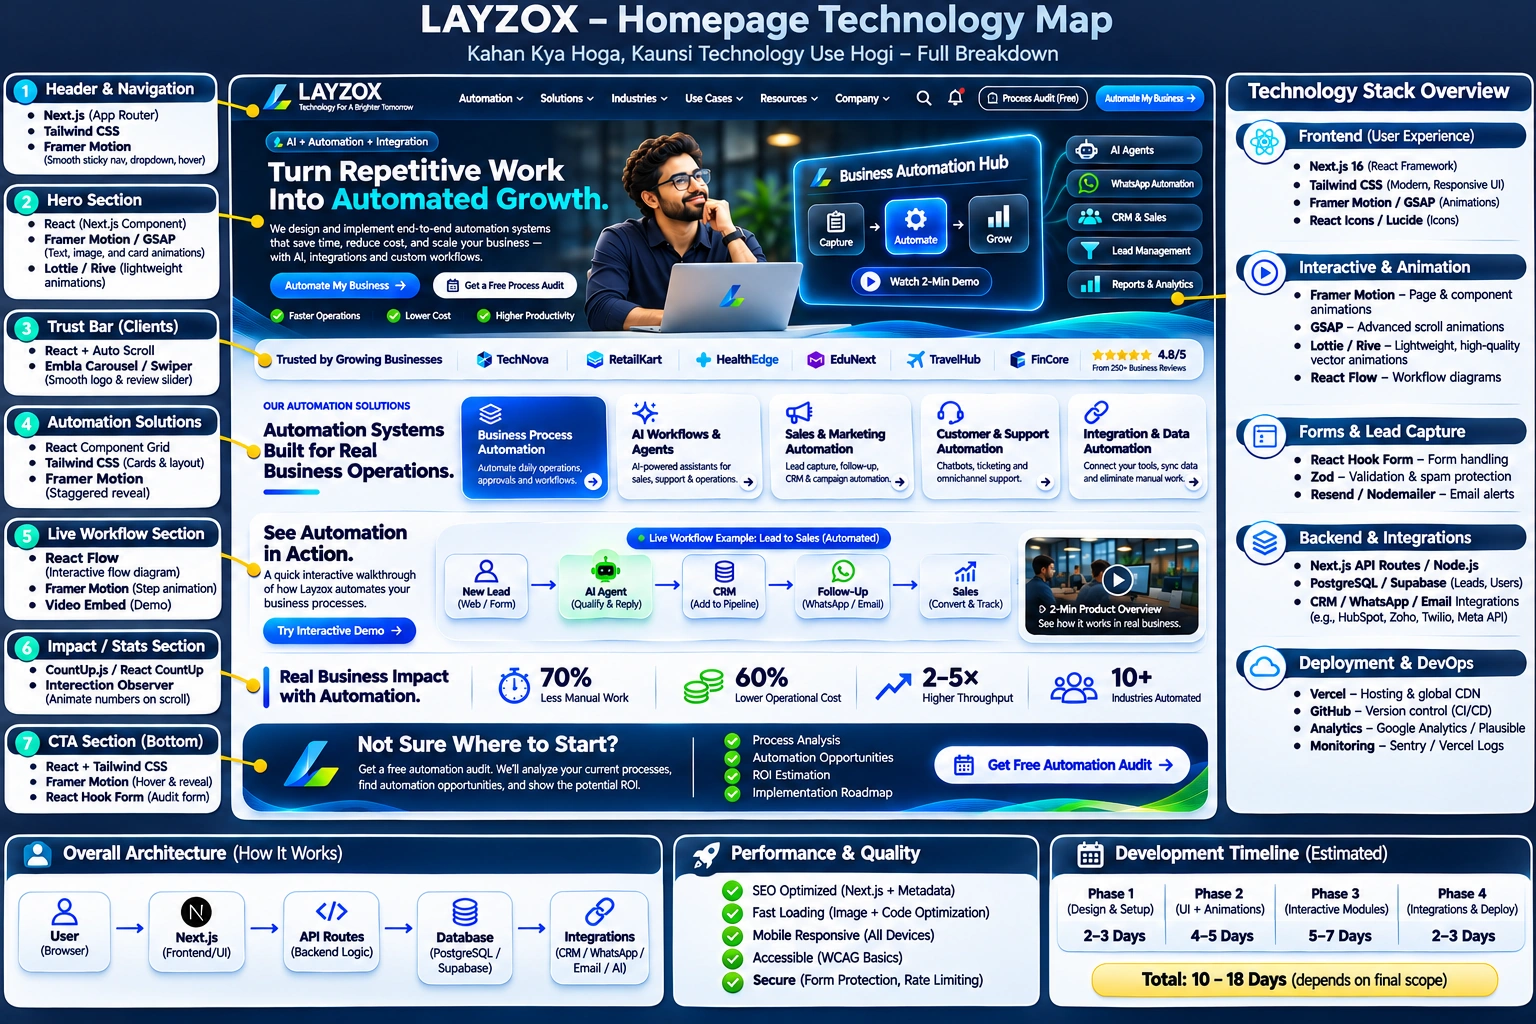 LAYZOX – Homepage Technology Map
Kahan Kya Hoga, Kaunsi Technology Use Hogi – Full Breakdown
1 Header & Navigation
• Next.js (App Router)
• Tailwind CSS
• Framer Motion
(Smooth sticky nav, dropdown, hover)
2 Hero Section
• React (Next.js Component)
• Framer Motion / GSAP
(Text, image, and card animations)
• Lottie / Rive (lightweight
animations)
3 Trust Bar (Clients)
• React + Auto Scroll
• Embla Carousel / Swiper
(Smooth logo & review slider)
4 Automation Solutions
• React Component Grid
• Tailwind CSS (Cards & layout)
• Framer Motion
(Staggered reveal)
5 Live Workflow Section
• React Flow
(Interactive flow diagram)
• Framer Motion (Step animation)
• Video Embed (Demo)
6 Impact / Stats Section
• CountUp.js / React CountUp
• Interection Observer
(Animate numbers on scroll)
7 CTA Section (Bottom)
• React + Tailwind CSS
• Framer Motion (Hover & reveal)
• React Hook Form (Audit form)
LAYZOX
Technology For A Brighter Tomorrow
Automation Solutions Industries Use Cases Resources Company Process Audit (Free) Automate My Business →
AI + Automation + Integration
Turn Repetitive Work
Into Automated Growth.
We design and implement end-to-end automation systems
that save time, reduce cost, and scale your business —
with AI, integrations and custom workflows.
Automate My Business → Get a Free Process Audit
Faster Operations Lower Cost Higher Productivity
Business Automation Hub
Capture → Automate → Grow
Watch 2-Min Demo
AI Agents
WhatsApp Automation
CRM & Sales
Lead Management
Reports & Analytics
Trusted by Growing Businesses TechNova RetailKart HealthEdge EduNext TravelHub FinCore ★★★★★ 4.8/5
From 250+ Business Reviews
OUR AUTOMATION SOLUTIONS
Automation Systems
Built for Real
Business Operations.
Business Process
Automation
Automate daily operations,
approvals and workflows. →
AI Workflows &
Agents
AI-powered assistants for
sales, support & operations. →
Sales & Marketing
Automation
Lead capture, follow-up,
CRM & campaign automation. →
Customer & Support
Automation
Chatbots, ticketing and
omnichannel support. →
Integration & Data
Automation
Connect your tools, sync data
and eliminate manual work. →
See Automation
in Action.
A quick interactive walkthrough
of how Layzox automates your
business processes.
Try Interactive Demo →
Live Workflow Example: Lead to Sales (Automated)
New Lead
(Web / Form)
AI Agent
(Qualify & Reply)
CRM
(Add to Pipeline)
Follow-Up
(WhatsApp / Email)
Sales
(Convert & Track)
2-Min Product Overview
See how it works in real business.
Real Business Impact
with Automation.
70%
Less Manual Work
60%
Lower Operational Cost
2–5×
Higher Throughput
10+
Industries Automated
Not Sure Where to Start?
Get a free automation audit. We'll analyze your current processes,
find automation opportunities, and show the potential ROI.
Process Analysis
Automation Opportunities
ROI Estimation
Implementation Roadmap
Get Free Automation Audit →
Technology Stack Overview
Frontend (User Experience)
• Next.js 16 (React Framework)
• Tailwind CSS (Modern, Responsive UI)
• Framer Motion / GSAP (Animations)
• React Icons / Lucide (Icons)
Interactive & Animation
• Framer Motion – Page & component
animations
• GSAP – Advanced scroll animations
• Lottie / Rive – Lightweight, high-quality
vector animations
• React Flow – Workflow diagrams
Forms & Lead Capture
• React Hook Form – Form handling
• Zod – Validation & spam protection
• Resend / Nodemailer – Email alerts
Backend & Integrations
• Next.js API Routes / Node.js
• PostgreSQL / Supabase (Leads, Users)
• CRM / WhatsApp / Email Integrations
(e.g., HubSpot, Zoho, Twilio, Meta API)
Deployment & DevOps
• Vercel – Hosting & global CDN
• GitHub – Version control (CI/CD)
• Analytics – Google Analytics / Plausible
• Monitoring – Sentry / Vercel Logs
Overall Architecture (How It Works)
User
(Browser)
N
Next.js
(Frontend/UI)
</>
API Routes
(Backend Logic)
Database
(PostgreSQL /
Supabase)
Integrations
(CRM / WhatsApp /
Email / AI)
Performance & Quality
SEO Optimized (Next.js + Metadata)
Fast Loading (Image + Code Optimization)
Mobile Responsive (All Devices)
Accessible (WCAG Basics)
Secure (Form Protection, Rate Limiting)
Development Timeline (Estimated)
Phase 1
(Design & Setup)
2–3 Days
Phase 2
(UI + Animations)
4–5 Days
Phase 3
(Interactive Modules)
5–7 Days
Phase 4
(Integrations & Deploy)
2–3 Days
Total: 10 – 18 Days (depends on final scope)